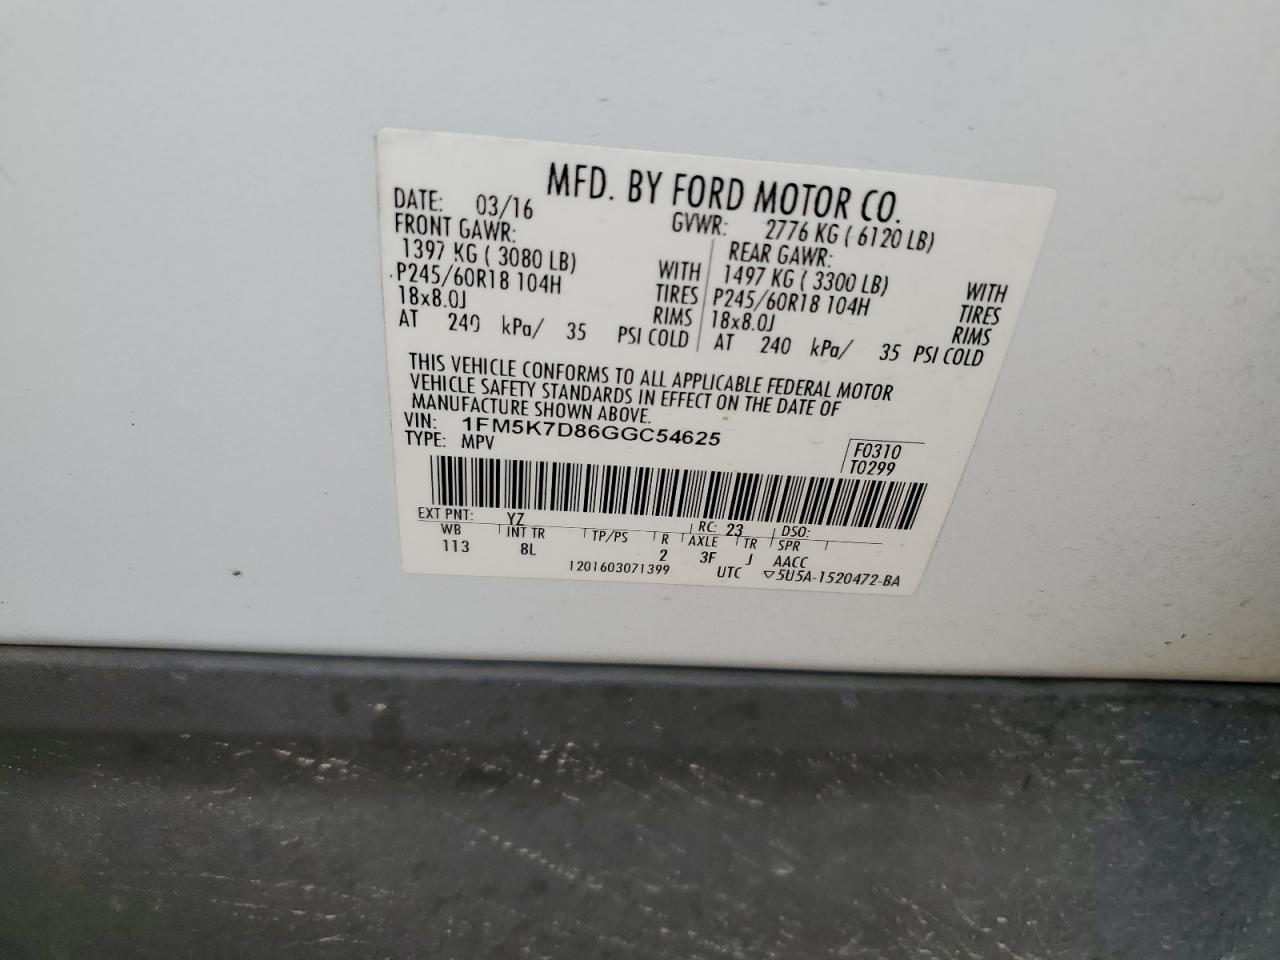 MFD. BY FORD MOTOR CO.
DATE: 03/16 GVWR: 2776 KG ( 6120 LB)
FRONT GAWR: REAR GAWR:
1397 KG ( 3080 LB) WITH 1497 KG ( 3300 LB) WITH
P245/60R18 104H TIRES P245/60R18 104H TIRES
18x8.0J RIMS 18x8.0J RIMS
AT 240 kPa/ 35 PSI COLD AT 240 kPa/ 35 PSI COLD
THIS VEHICLE CONFORMS TO ALL APPLICABLE FEDERAL MOTOR
VEHICLE SAFETY STANDARDS IN EFFECT ON THE DATE OF
MANUFACTURE SHOWN ABOVE.
VIN: 1FM5K7D86GGC54625
TYPE: MPV F0310
T0299
EXT PNT: YZ RC: 23 DSO:
WB INT TR TP/PS R AXLE TR SPR
113 8L 2 3F J AACC
1201603071399 UTC ▽5U5A-1520472-BA